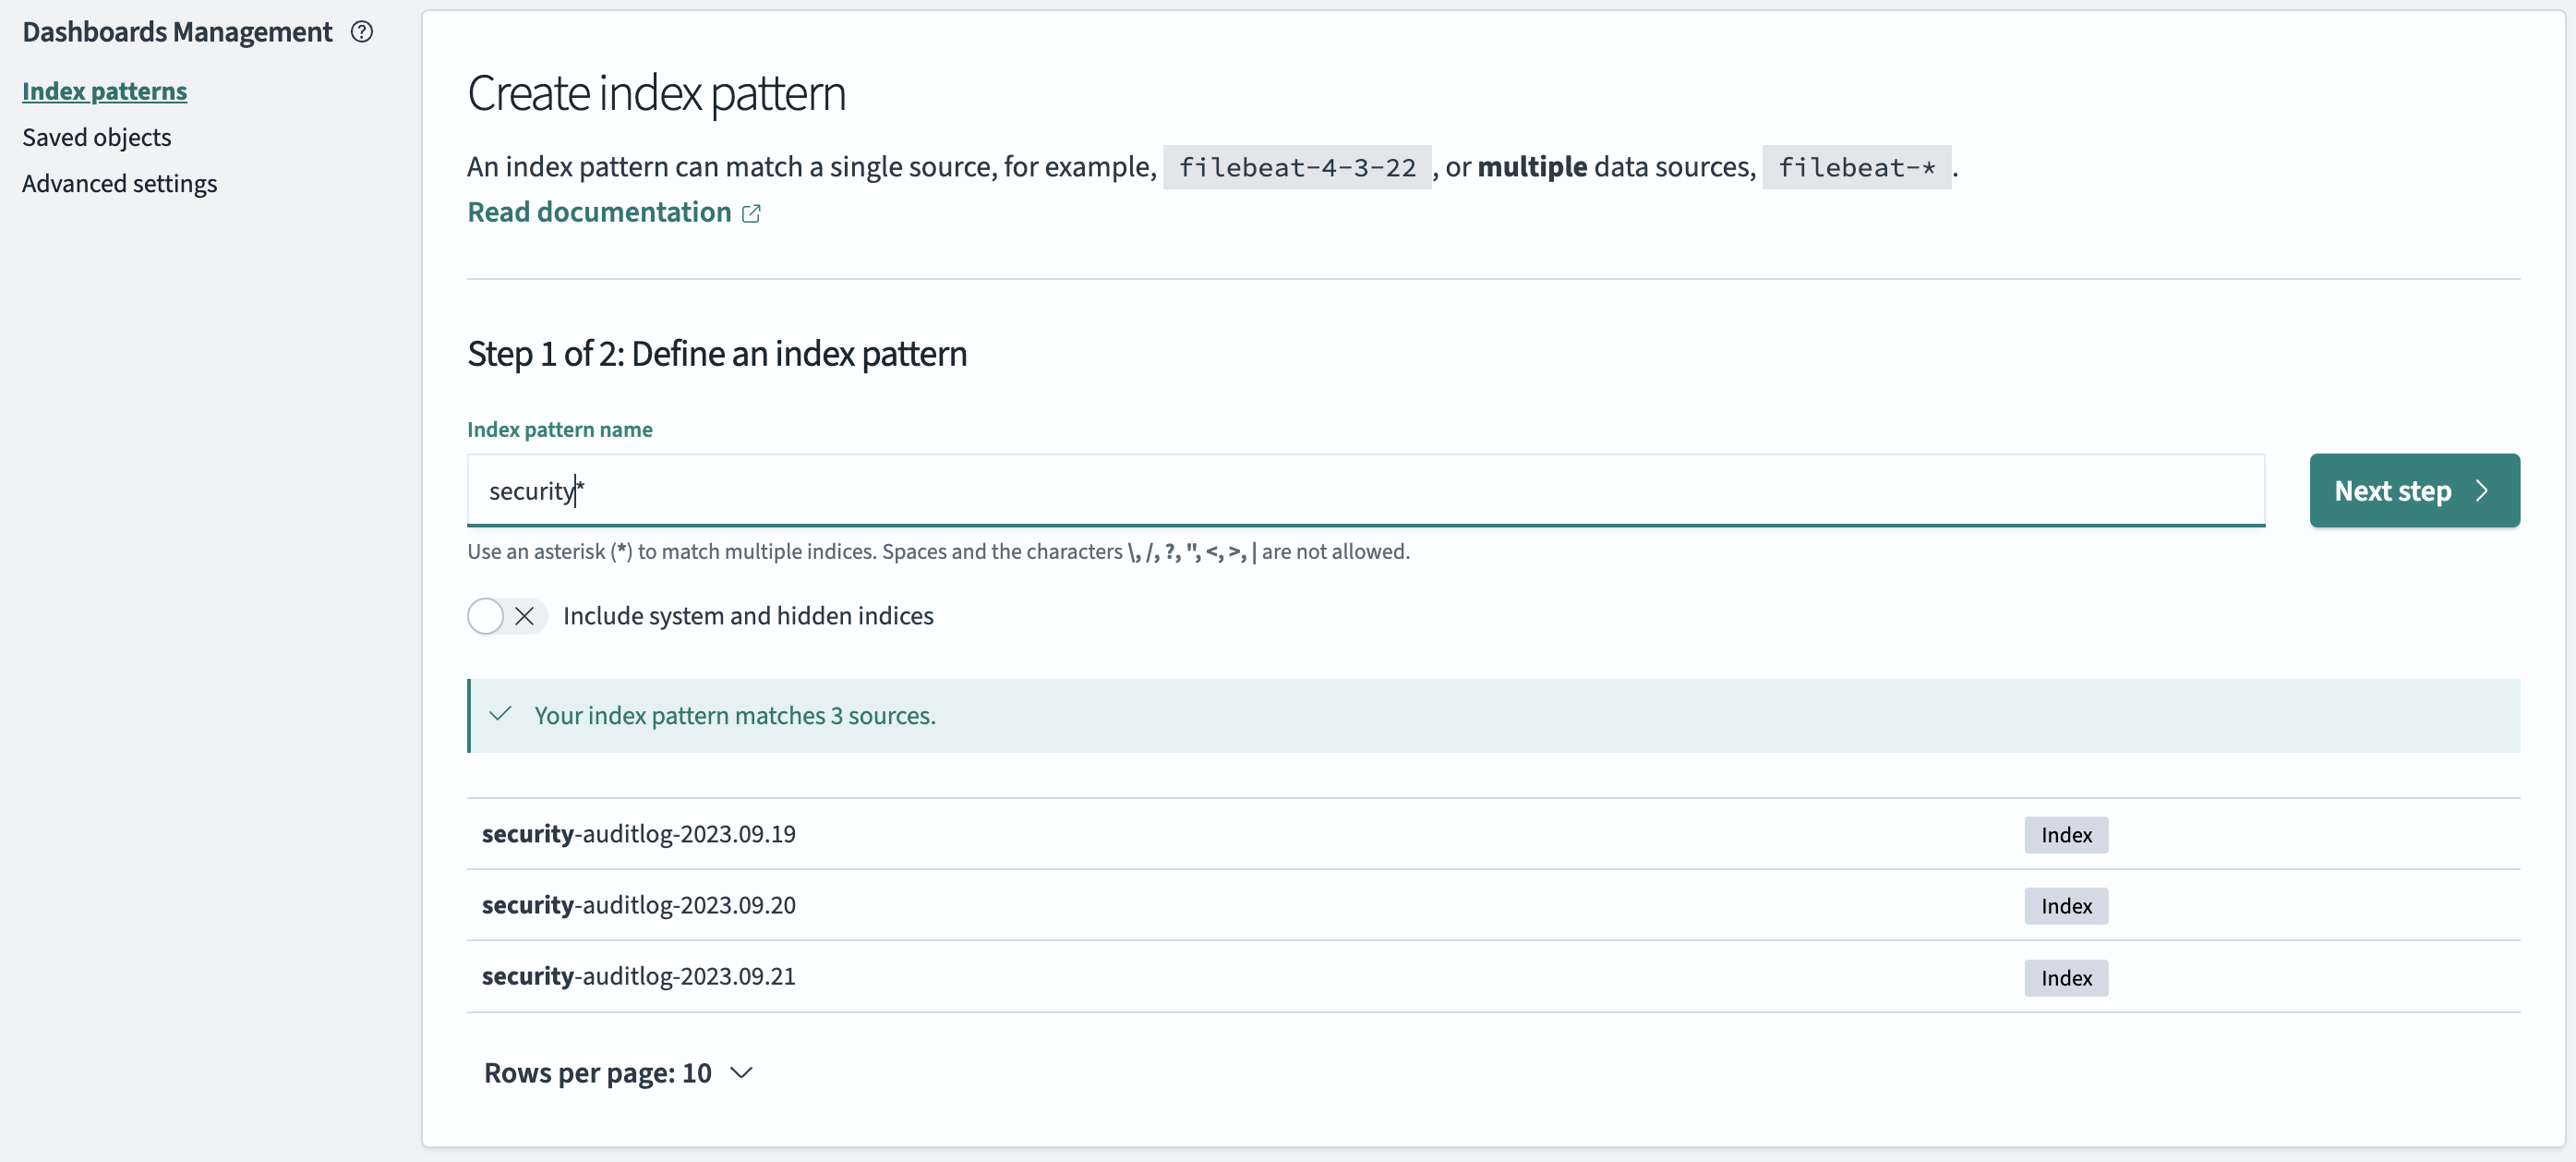 Dashboards Management
Index patterns
Saved objects
Advanced settings
Create index pattern
An index pattern can match a single source, for example, filebeat-4-3-22 , or multiple data sources, filebeat-* .
Read documentation
Step 1 of 2: Define an index pattern
Index pattern name
security*
Next step
Use an asterisk (*) to match multiple indices. Spaces and the characters \, /, ?, ", <, >, | are not allowed.
Include system and hidden indices
Your index pattern matches 3 sources.
security-auditlog-2023.09.19 Index
security-auditlog-2023.09.20 Index
security-auditlog-2023.09.21 Index
Rows per page: 10